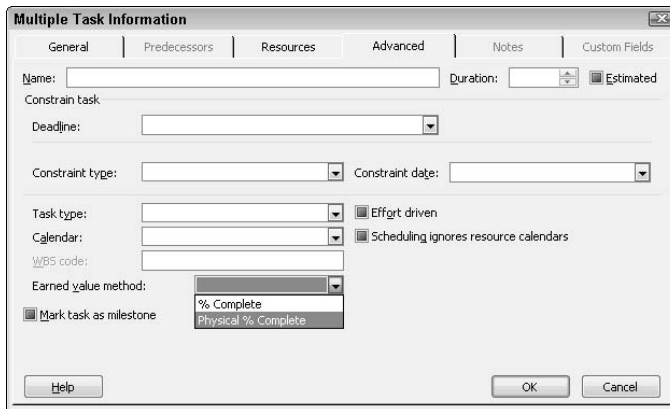 Multiple Task Information
General Predecessors Resources Advanced Notes Custom Fields
Name: Duration: Estimated
Constrain task
Deadline:
Constraint type: Constraint date:
Task type: Effort driven
Calendar: Scheduling ignores resource calendars
WBS code:
Earned value method:
% Complete
Mark task as milestone Physical % Complete
Help OK Cancel